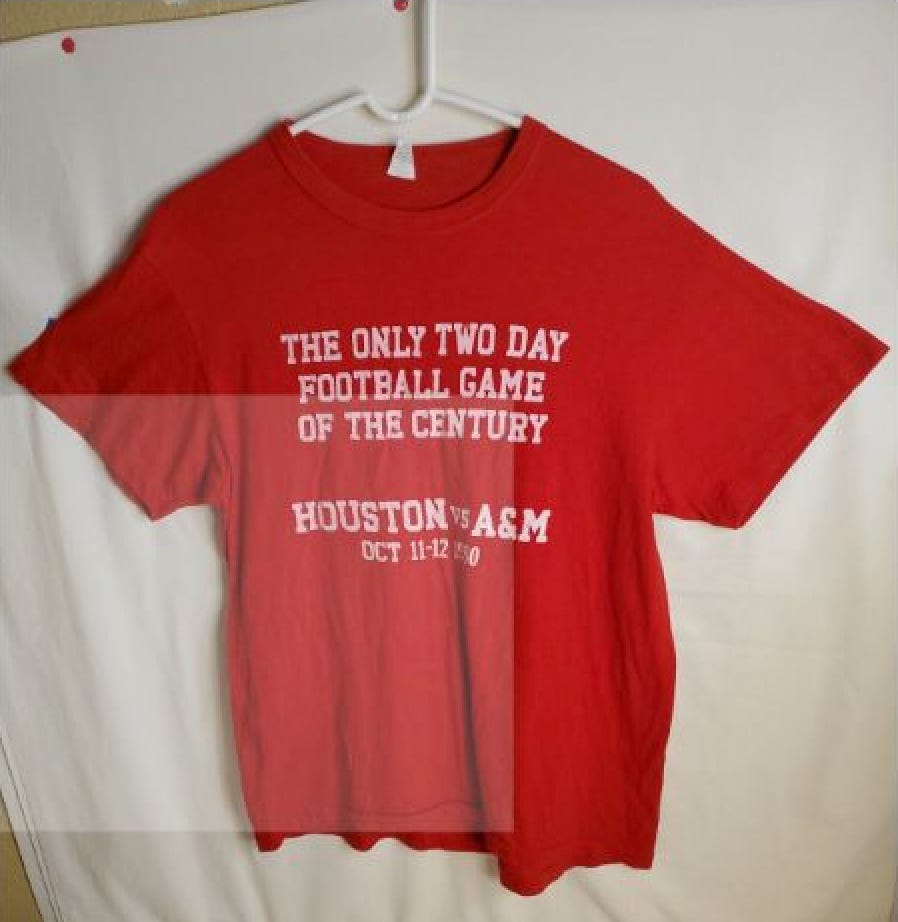 THE ONLY TWO DAY
FOOTBALL GAME
OF THE CENTURY
HOUSTON VS A&M
OCT 11-12